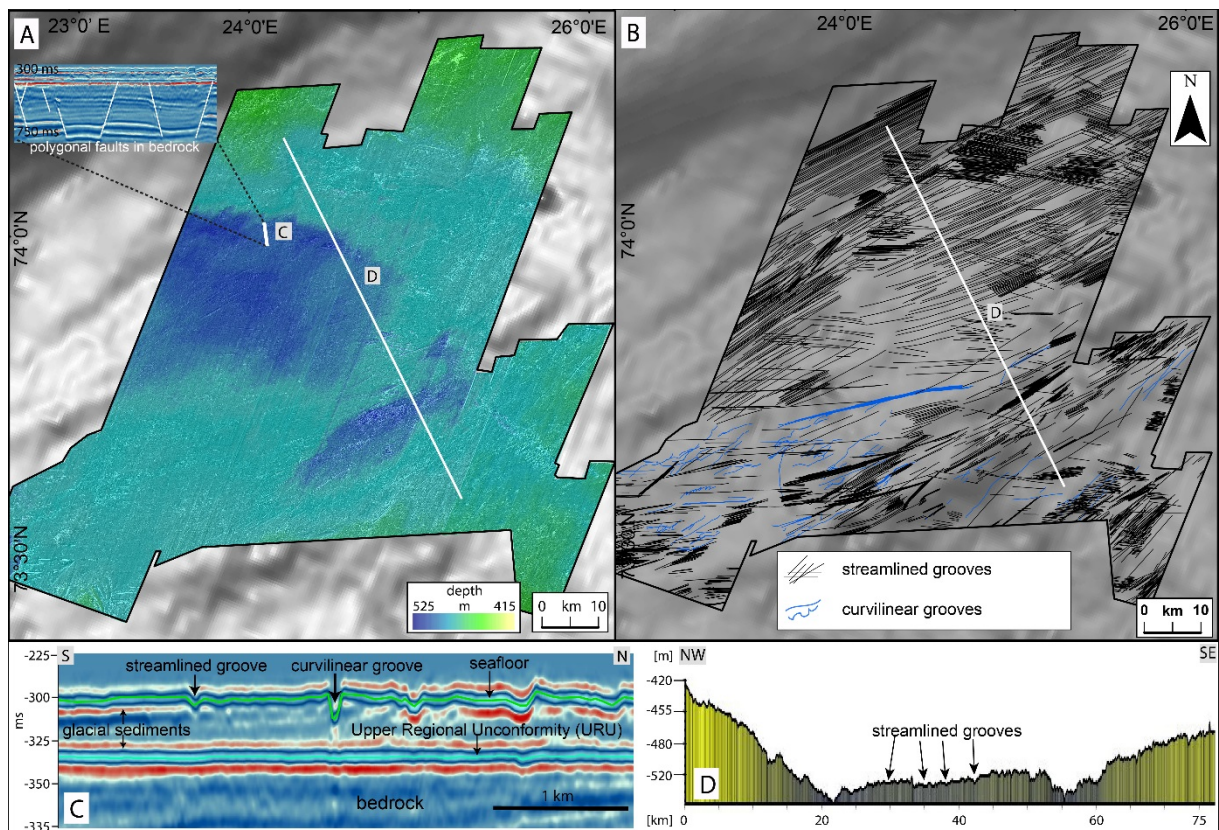 A
23°0' E
24°0'E
26°0'E
300 ms
750 ms
polygonal faults in bedrock
C
D
74°0'N
73°30'N
depth
525 m 415
0 km 10
B
24°0'E
26°0'E
N
D
74°0'N
73°30'N
streamlined grooves
curvilinear grooves
0 km 10
-225
S
N
streamlined groove
curvilinear groove
seafloor
-300
ms
glacial sediments
Upper Regional Unconformity (URU)
-325
-350
bedrock
1 km
-335
C
[m]
NW
SE
-420
-455
streamlined grooves
-480
-520
D
[km]
0
20
40
60
75